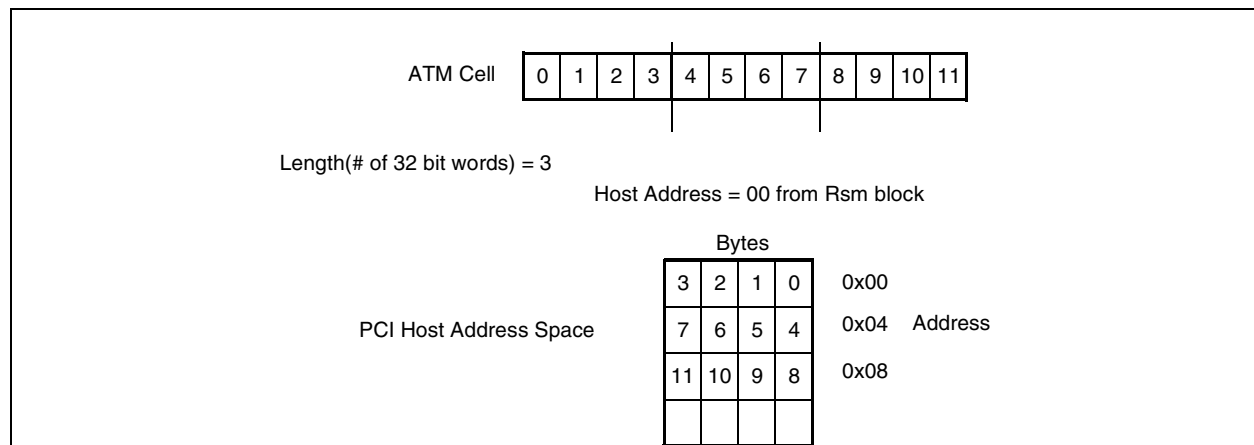 ATM Cell 0 1 2 3 4 5 6 7 8 9 10 11
Length(# of 32 bit words) = 3
Host Address = 00 from Rsm block
Bytes
3 2 1 0 0x00
PCI Host Address Space 7 6 5 4 0x04 Address
11 10 9 8 0x08